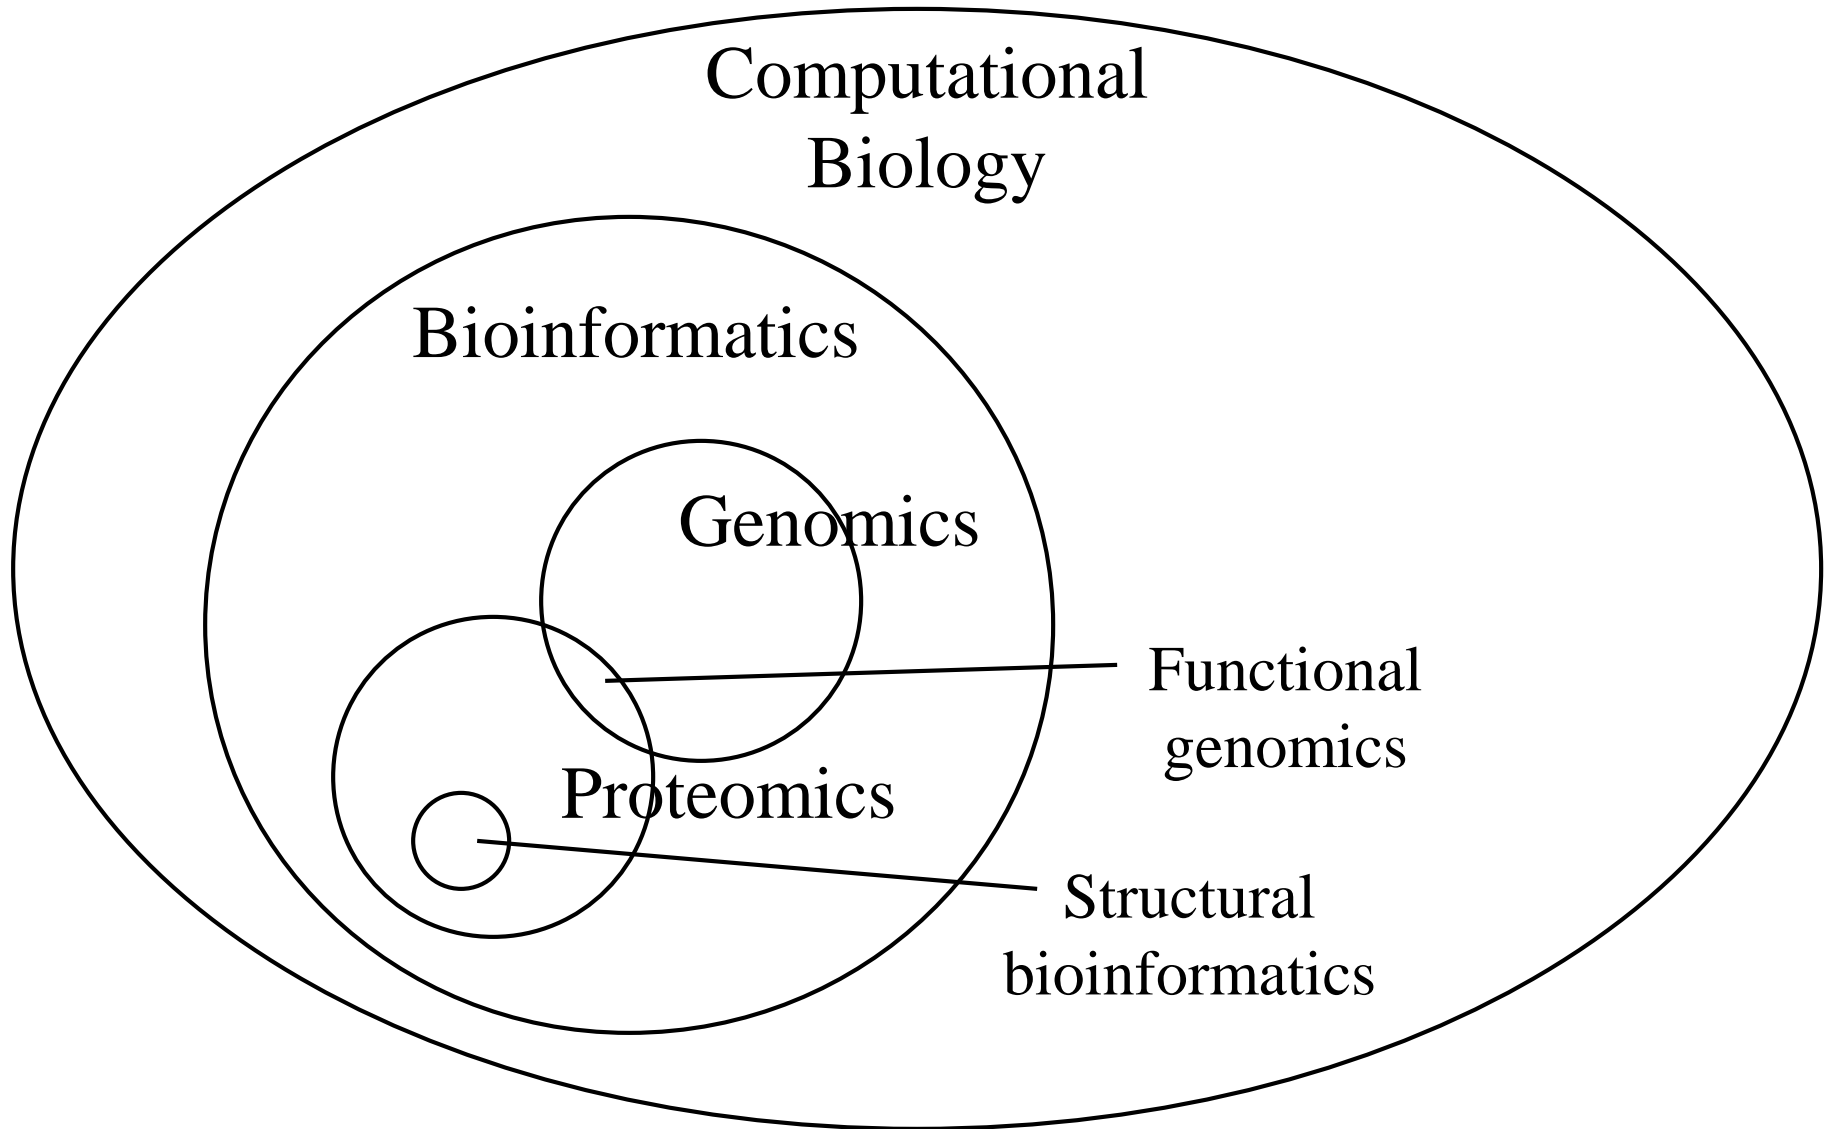 Computational
Biology
Bioinformatics
Genomics
Functional
genomics
Proteomics
Structural
bioinformatics